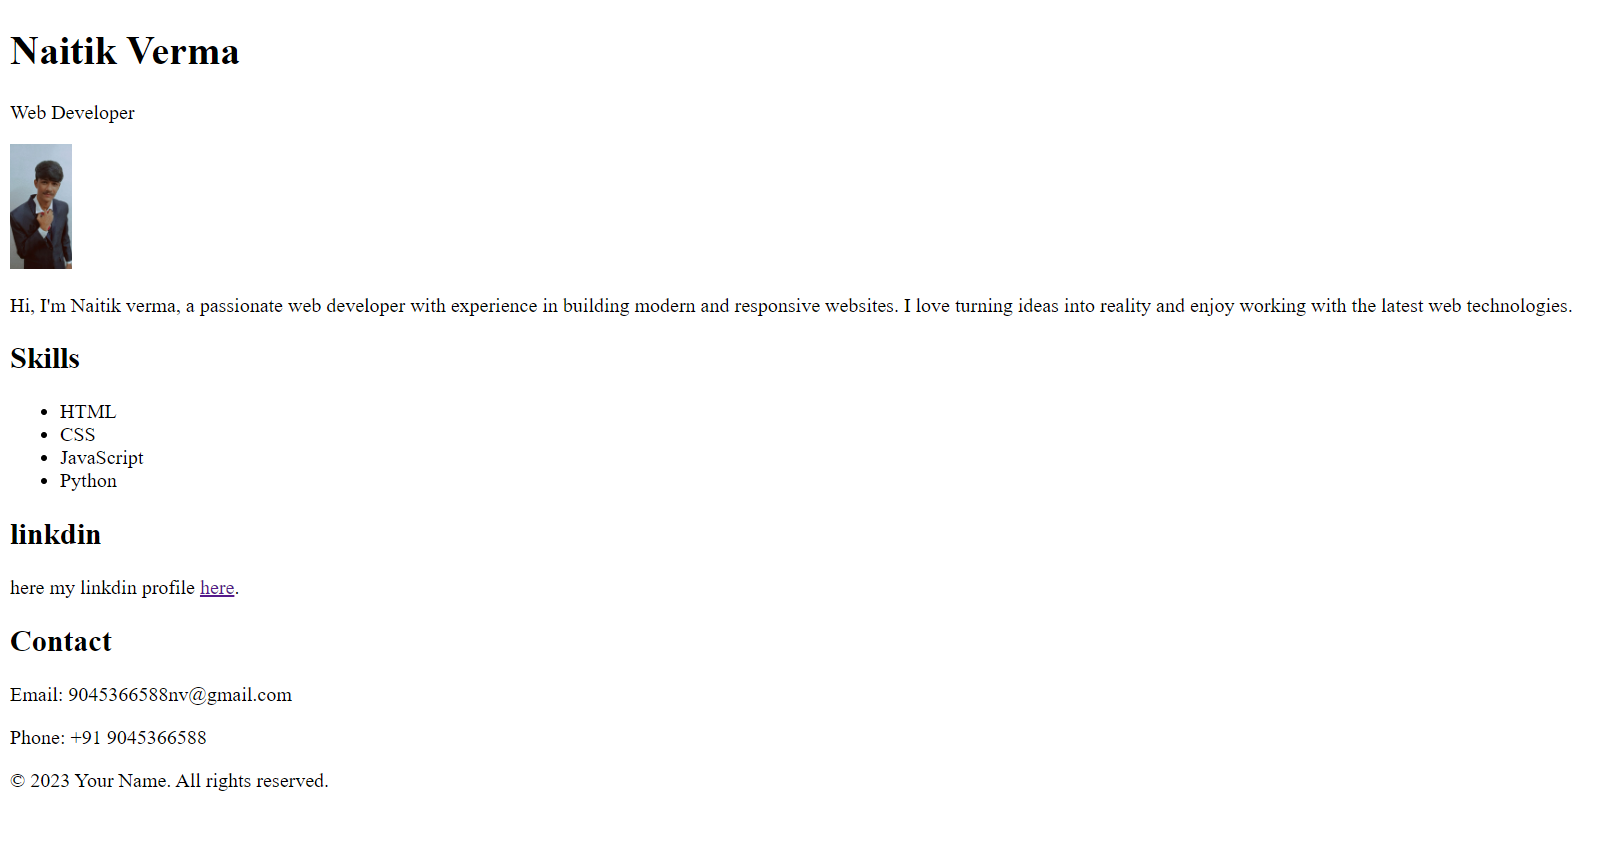 Naitik Verma
Web Developer
Hi, I'm Naitik verma, a passionate web developer with experience in building modern and responsive websites. I love turning ideas into reality and enjoy working with the latest web technologies.
Skills
• HTML
• CSS
• JavaScript
• Python
linkdin
here my linkdin profile here.
Contact
Email: 9045366588nv@gmail.com
Phone: +91 9045366588
© 2023 Your Name. All rights reserved.